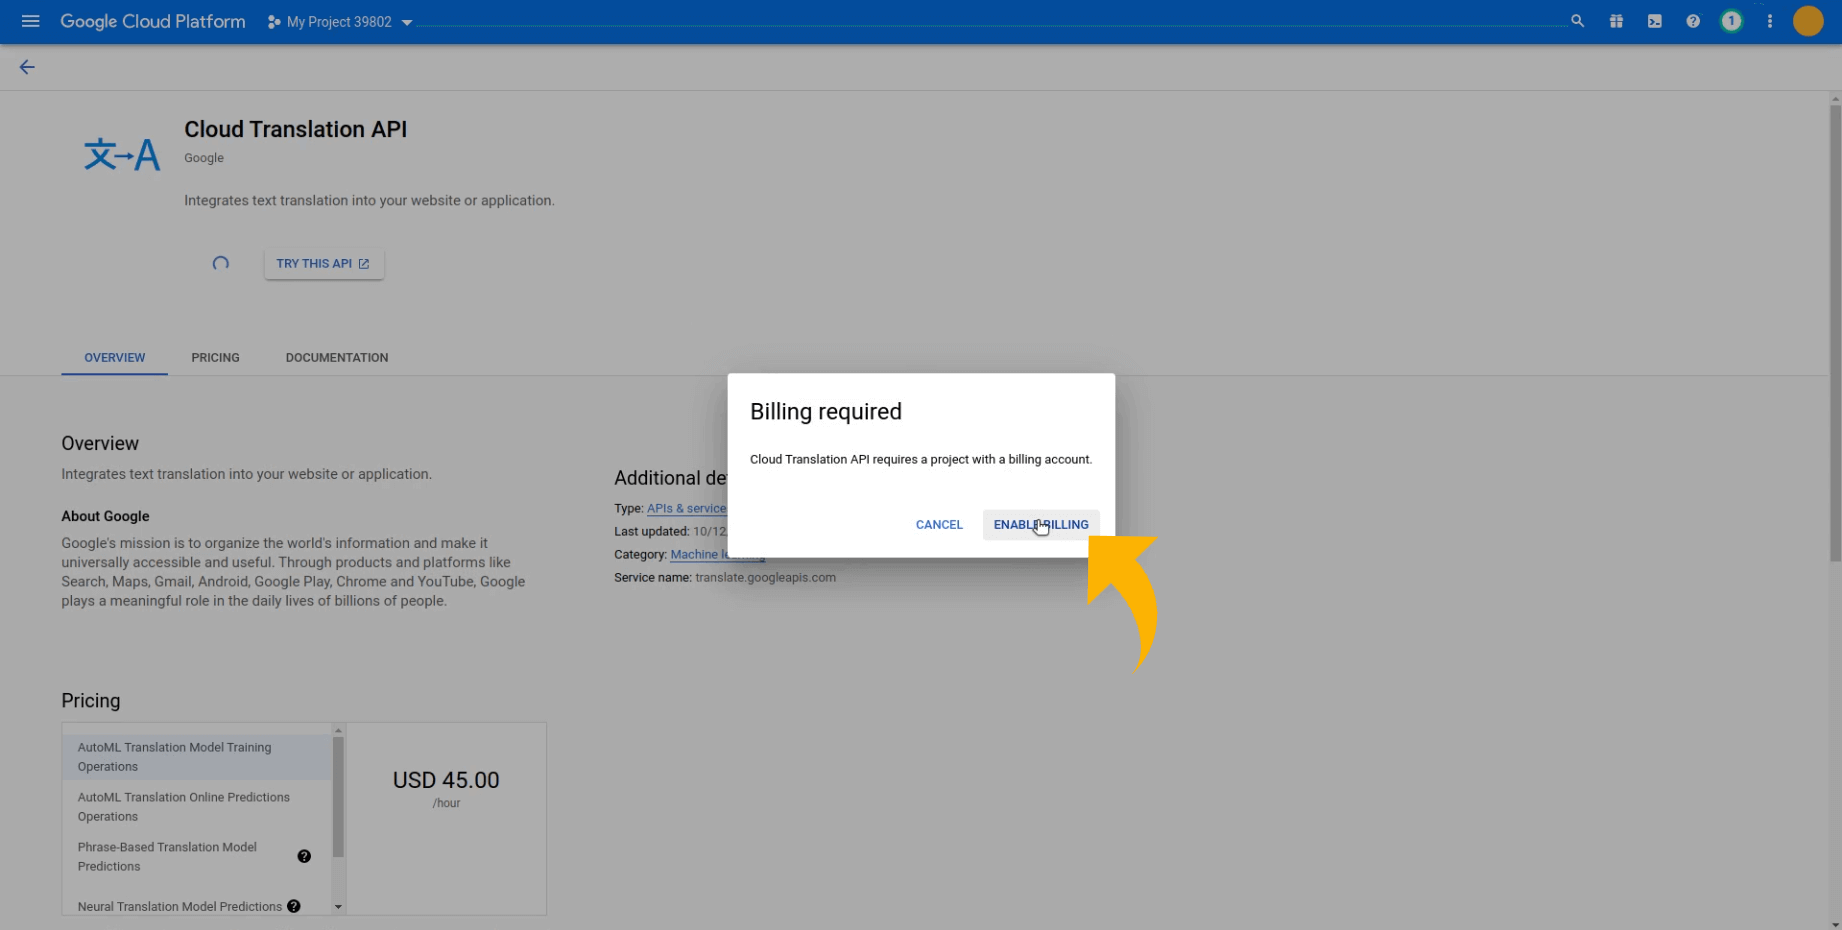 Google Cloud Platform
My Project 39802
1
Cloud Translation API
Google
文→A
Integrates text translation into your website or application.
TRY THIS API
OVERVIEW PRICING DOCUMENTATION
Billing required
Cloud Translation API requires a project with a billing account.
CANCEL ENABLE BILLING
Overview
Integrates text translation into your website or application.
About Google
Google's mission is to organize the world's information and make it
universally accessible and useful. Through products and platforms like
Search, Maps, Gmail, Android, Google Play, Chrome and YouTube, Google
plays a meaningful role in the daily lives of billions of people.
Additional de
Type: APIs & service
Last updated: 10/12
Category: Machine learning
Service name: translate.googleapis.com
Pricing
AutoML Translation Model Training
Operations
AutoML Translation Online Predictions
Operations
Phrase-Based Translation Model
Predictions
Neural Translation Model Predictions
USD 45.00
/hour